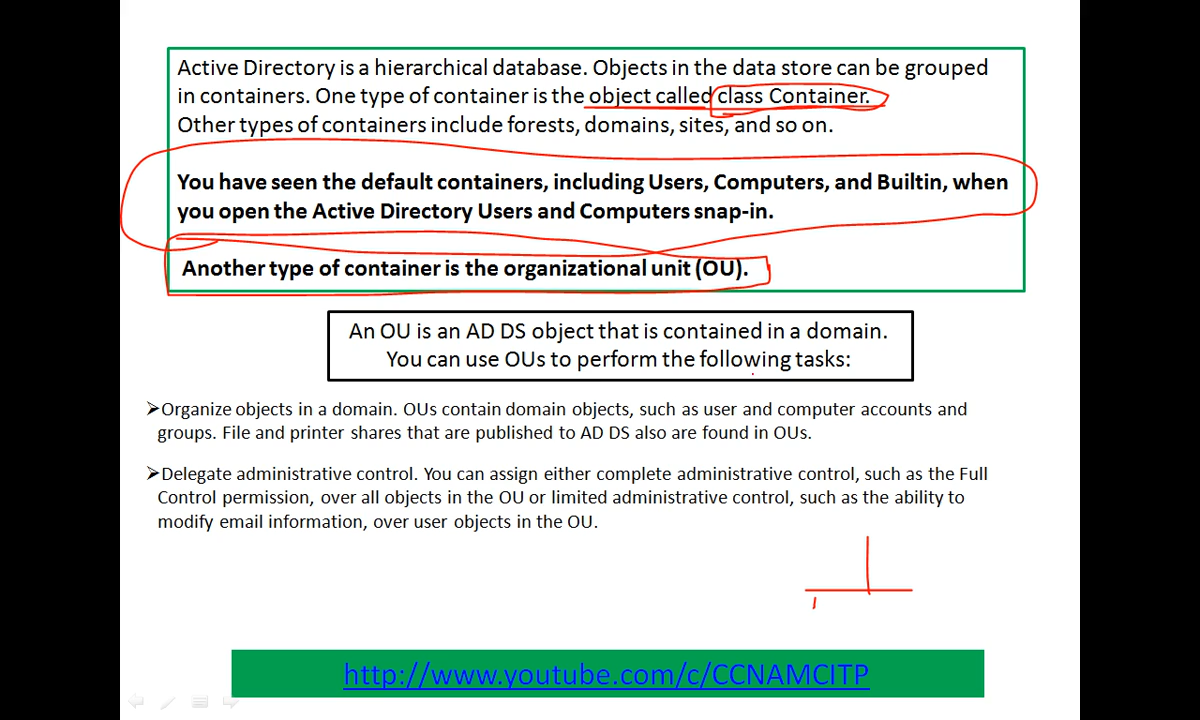 Active Directory is a hierarchical database. Objects in the data store can be grouped
in containers. One type of container is the object called class Container.
Other types of containers include forests, domains, sites, and so on.
You have seen the default containers, including Users, Computers, and Builtin, when
you open the Active Directory Users and Computers snap-in.
Another type of container is the organizational unit (OU).
An OU is an AD DS object that is contained in a domain.
You can use OUs to perform the following tasks:
➢Organize objects in a domain. OUs contain domain objects, such as user and computer accounts and
groups. File and printer shares that are published to AD DS also are found in OUs.
➢Delegate administrative control. You can assign either complete administrative control, such as the Full
Control permission, over all objects in the OU or limited administrative control, such as the ability to
modify email information, over user objects in the OU.
http://www.youtube.com/c/CCNAMCITP